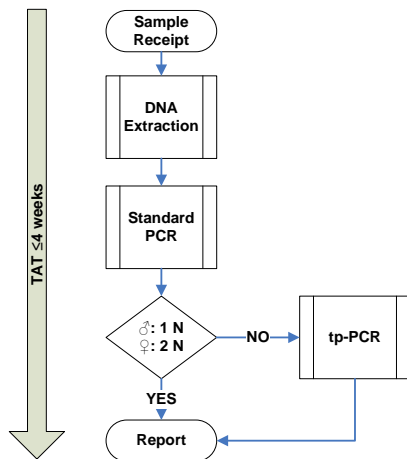 Sample
Receipt
DNA
Extraction
Standard
PCR
♂: 1 N
♀: 2 N
NO
tp-PCR
YES
Report
TAT ≤4 weeks